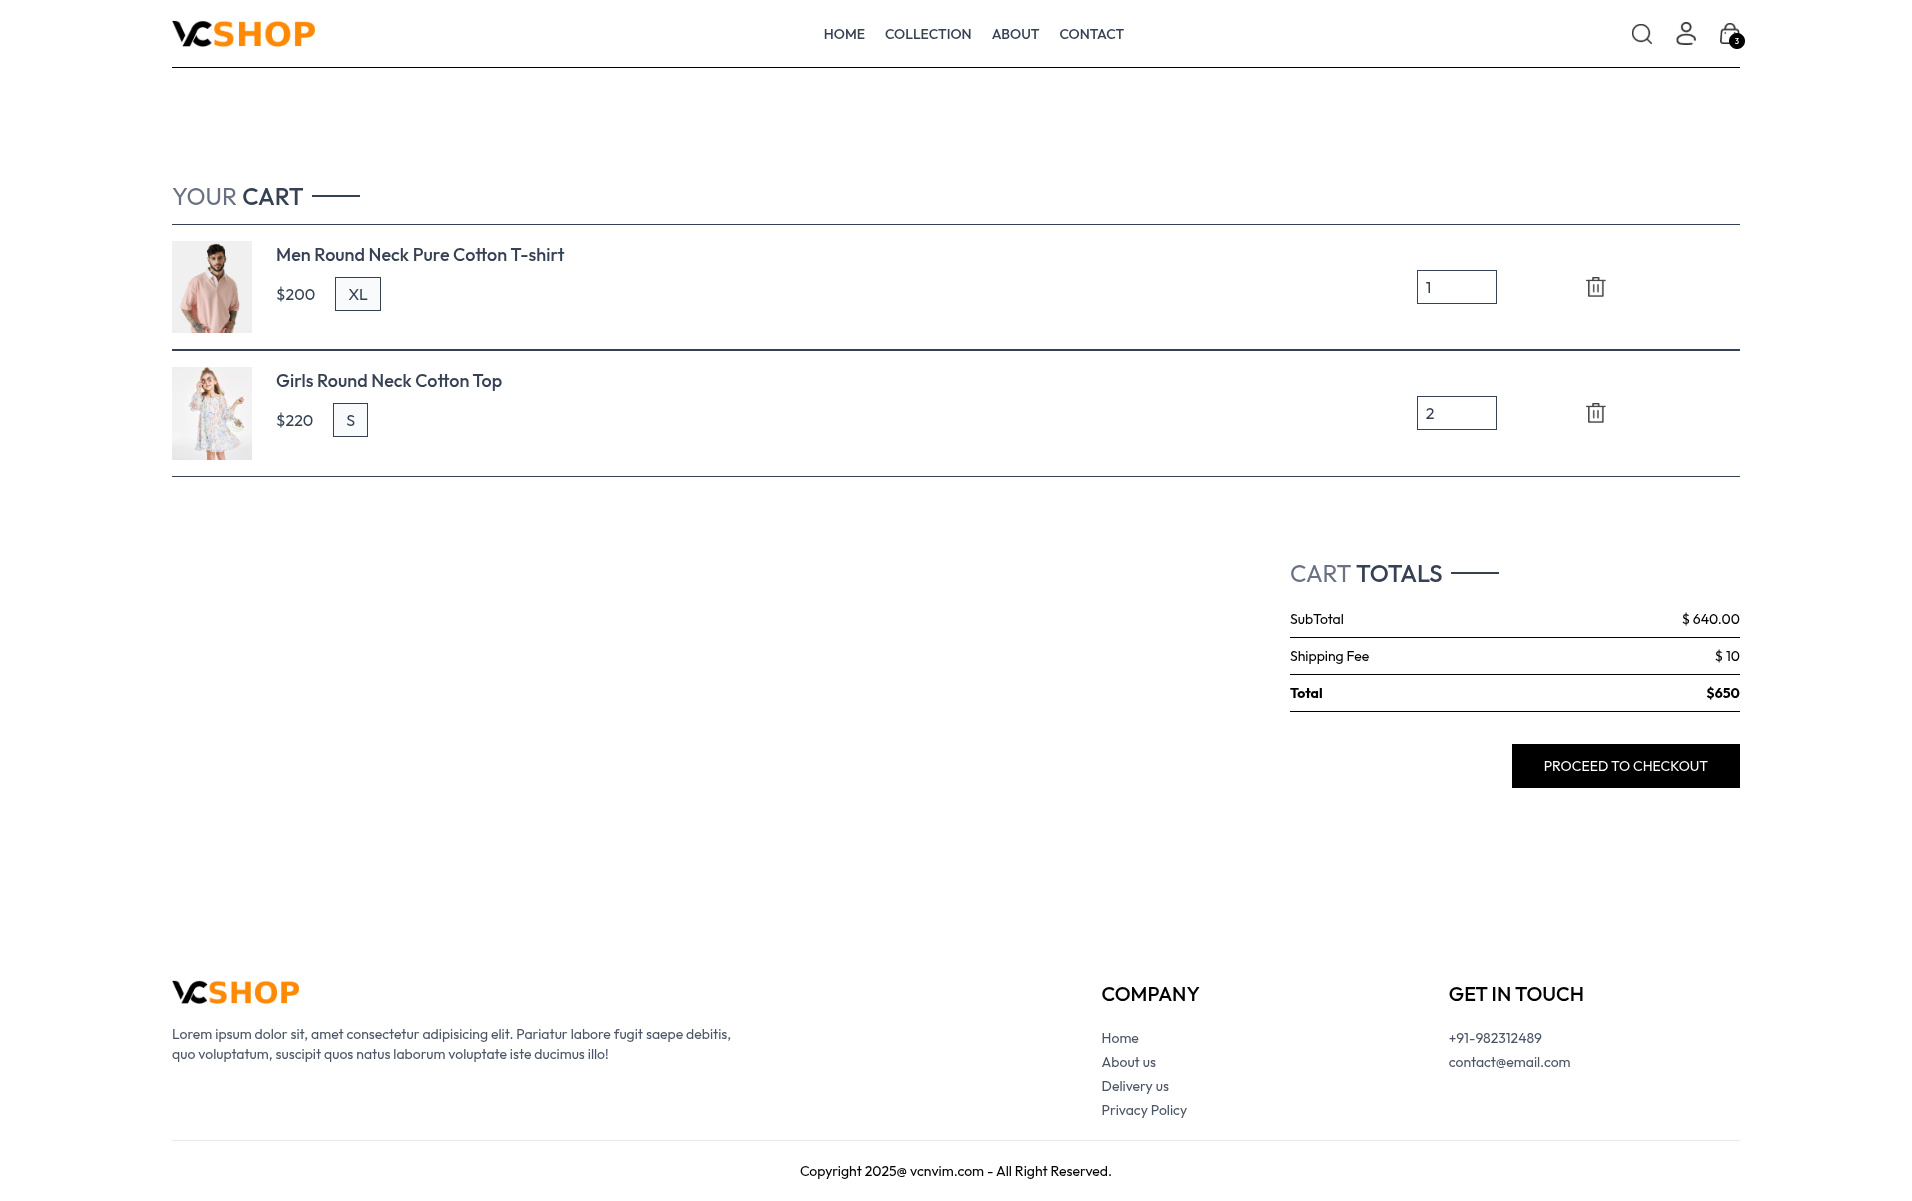 VCSHOP
HOME COLLECTION ABOUT CONTACT
3
YOUR CART
Men Round Neck Pure Cotton T-shirt
$200 XL
1
Girls Round Neck Cotton Top
$220 S
2
CART TOTALS
SubTotal $ 640.00
Shipping Fee $ 10
Total $650
PROCEED TO CHECKOUT
VCSHOP
Lorem ipsum dolor sit, amet consectetur adipisicing elit. Pariatur labore fugit saepe debitis,
quo voluptatum, suscipit quos natus laborum voluptate iste ducimus illo!
COMPANY
Home
About us
Delivery us
Privacy Policy
GET IN TOUCH
+91-982312489
contact@email.com
Copyright 2025@ vcnvim.com - All Right Reserved.